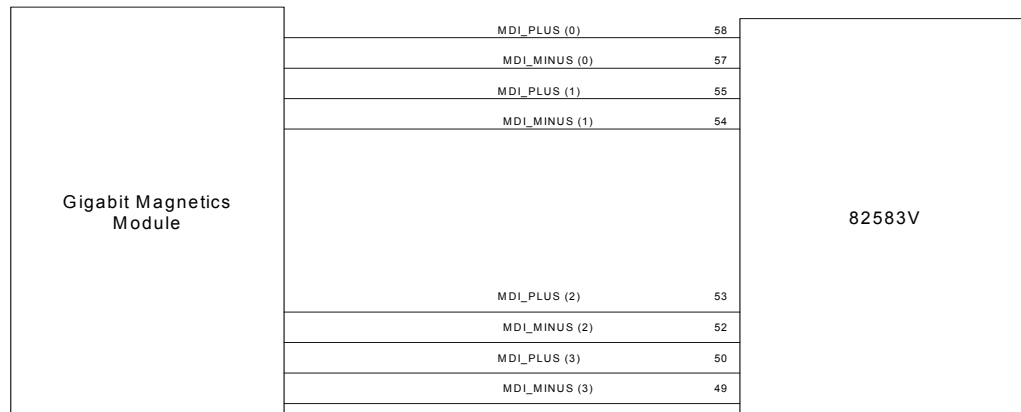 MDI_PLUS (0) 58
MDI_MINUS (0) 57
MDI_PLUS (1) 55
MDI_MINUS (1) 54
Gigabit Magnetics
Module
82583V
MDI_PLUS (2) 53
MDI_MINUS (2) 52
MDI_PLUS (3) 50
MDI_MINUS (3) 49